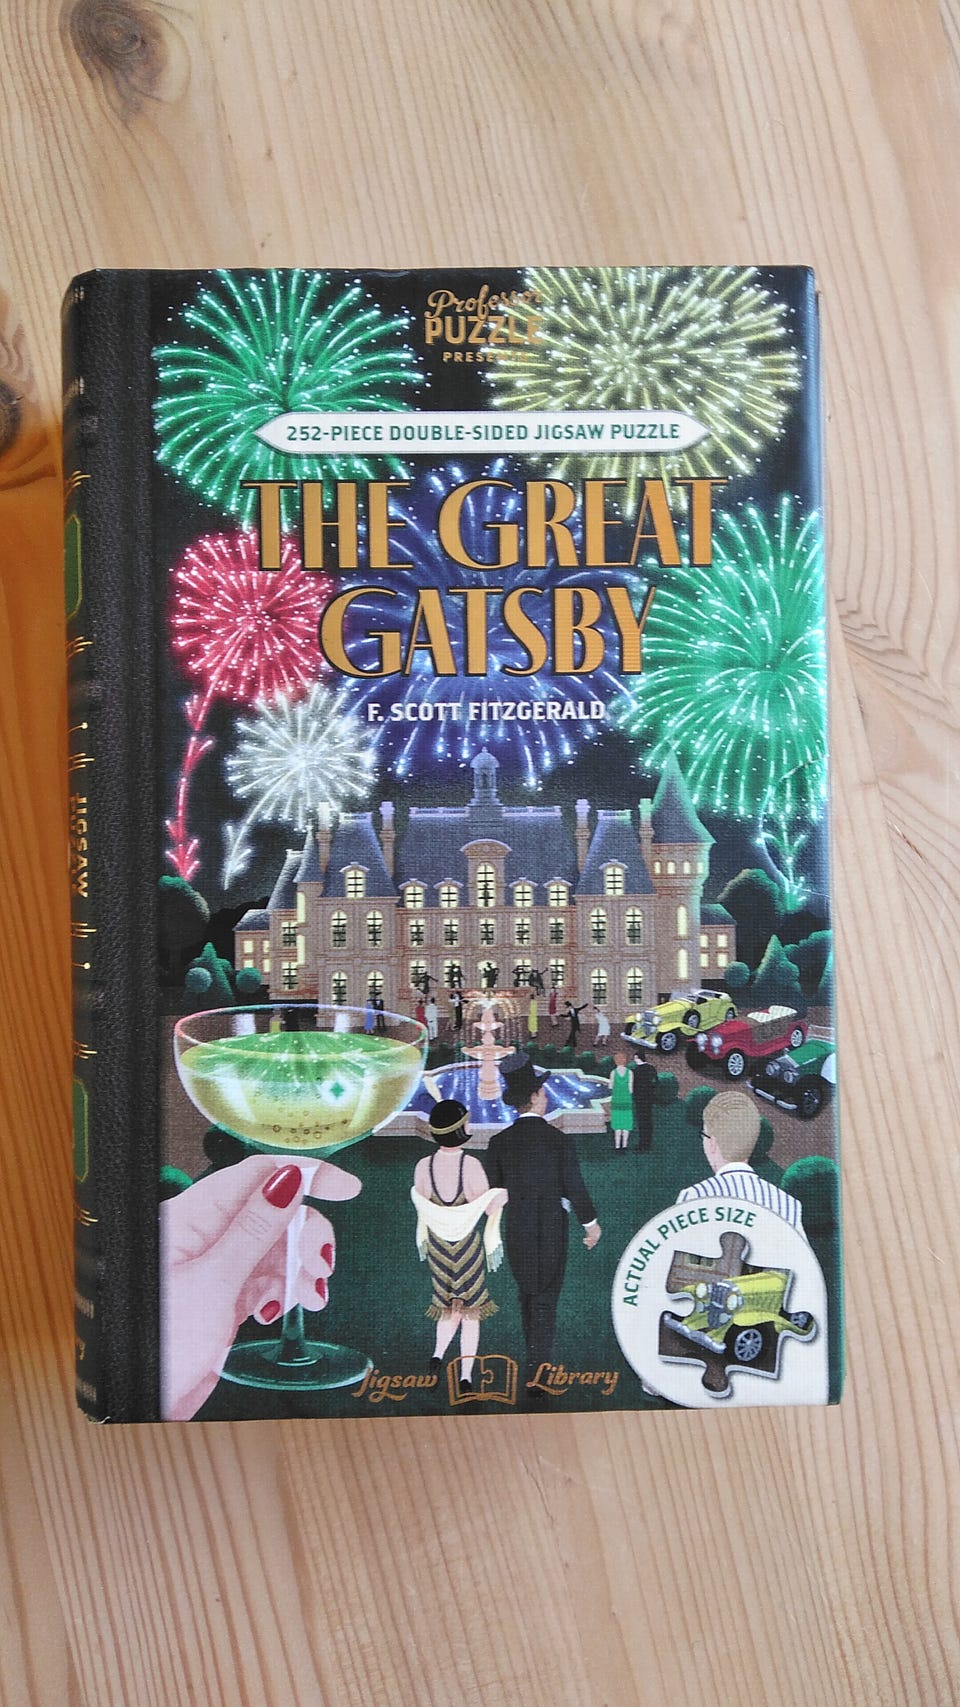 Professor
PUZZLE
PRESENTS
252-PIECE DOUBLE-SIDED JIGSAW PUZZLE
THE GREAT
GATSBY
F. SCOTT FITZGERALD
ACTUAL PIECE SIZE
Jigsaw Library
JIGSAW